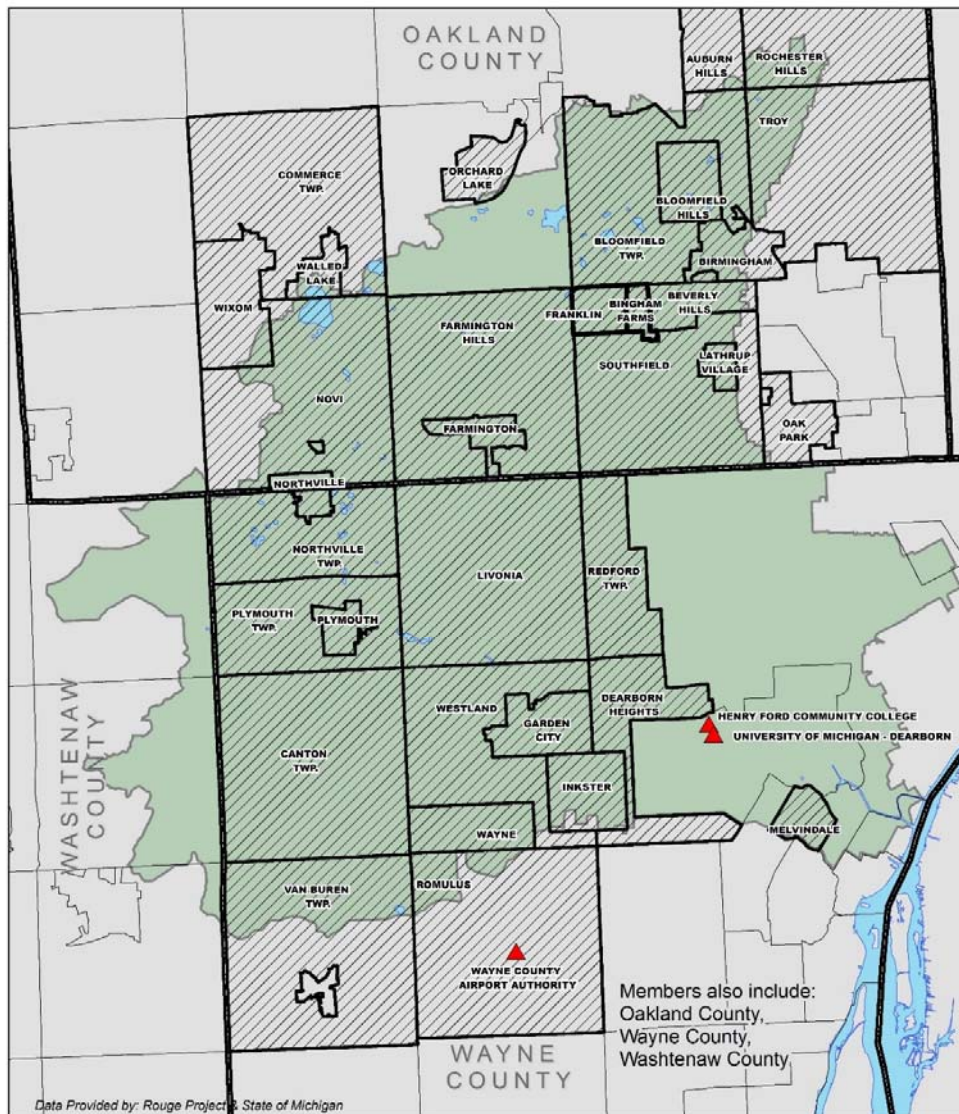 OAKLAND
COUNTY
AUBURN
HILLS
ROCHESTER
HILLS
TROY
COMMERCE
TWP.
ORCHARD
LAKE
BLOOMFIELD
HILLS
BLOOMFIELD
TWP.
BIRMINGHAM
WALLED
LAKE
WIXOM
FARMINGTON
HILLS
FRANKLIN
BINGHAM
FARMS
BEVERLY
HILLS
SOUTHFIELD
LATHRUP
VILLAGE
NOVI
FARMINGTON
OAK
PARK
NORTHVILLE
NORTHVILLE
TWP.
LIVONIA
REDFORD
TWP.
PLYMOUTH
TWP.
PLYMOUTH
WASHTENAW
COUNTY
WESTLAND
DEARBORN
HEIGHTS
GARDEN
CITY
HENRY FORD COMMUNITY COLLEGE
UNIVERSITY OF MICHIGAN - DEARBORN
CANTON
TWP.
INKSTER
WAYNE
MELVINDALE
VAN BUREN
TWP.
ROMULUS
WAYNE COUNTY
AIRPORT AUTHORITY
Members also include:
Oakland County,
Wayne County,
Washtenaw County
WAYNE
COUNTY
Data Provided by: Rouge Project & State of Michigan